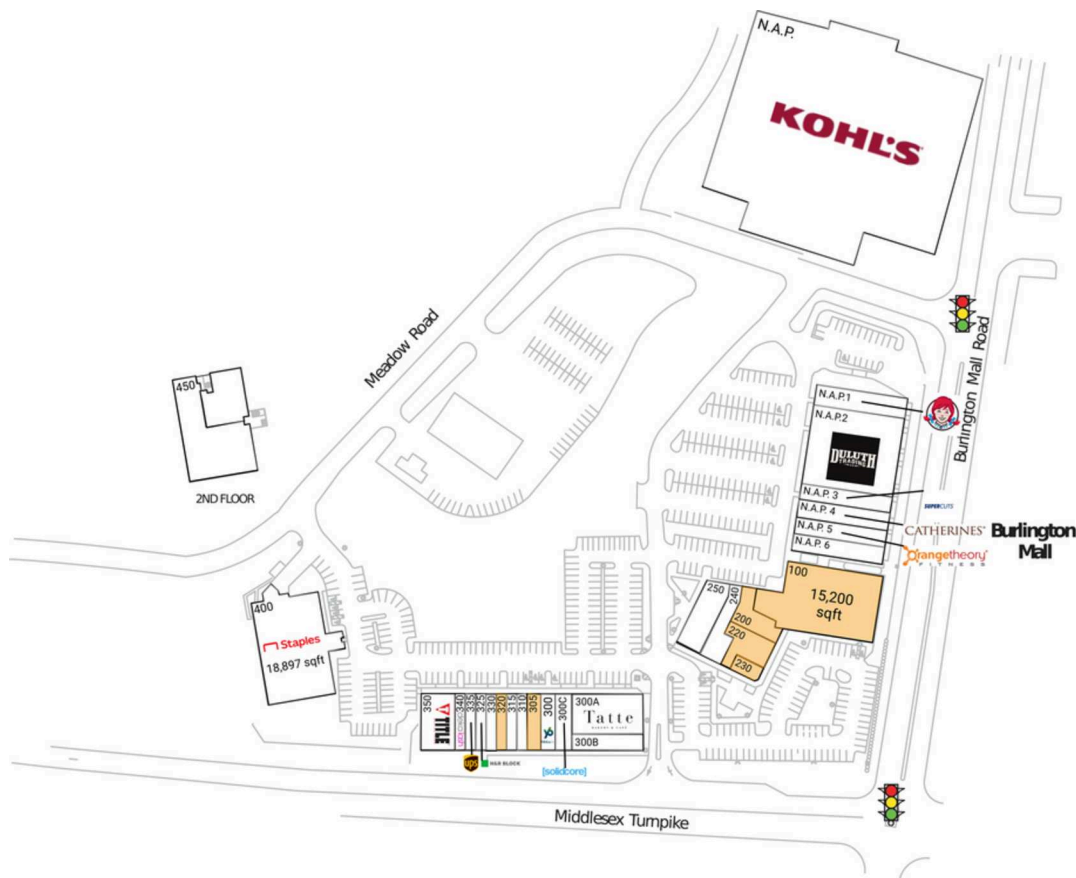 N.A.P.
KOHL'S
Meadow Road
Burlington Mall Road
450
2ND FLOOR
N.A.P.1
N.A.P.2
DULUTH
TRADING
N.A.P. 3
N.A.P. 4
N.A.P. 5
N.A.P. 6
SUPERCUTS
CATHERINES
Burlington
Mall
Orangetheory
FITNESS
100
15,200
sqft
250
240
200
220
230
400
Staples
18,897 sqft
350
TITLE
340
335
325
330
320
315
310
305
300
300C
300A
Tatte
300B
ups
H&R BLOCK
[solidcore]
Middlesex Turnpike